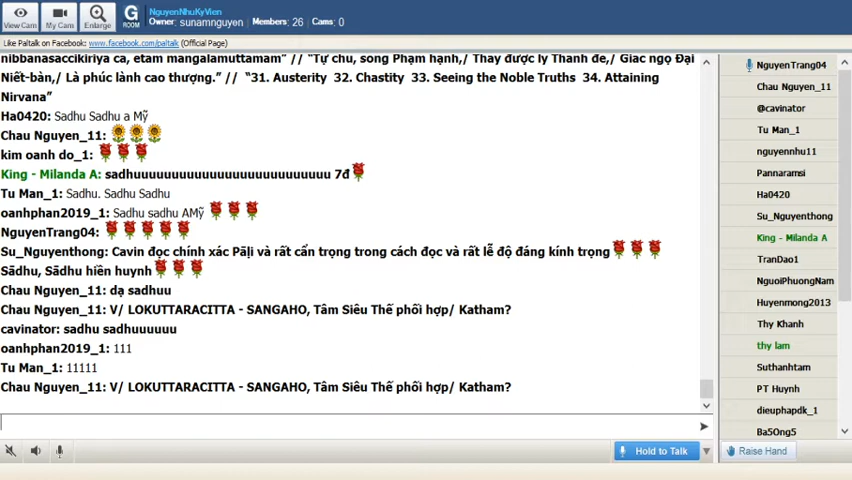 NguyenNhuKyVien
G
ROOM
Owner: sunamnguyen Members: 26 Cams: 0
View Cam My Cam Enlarge
Like Paltalk on Facebook: www.facebook.com/paltalk (Official Page)
nibbānasacchikiriyā ca, etam maṅgalamuttamaṃ” // “Tự chủ, sống Phạm hạnh,/ Thấy được lý Thánh đế,/ Giác ngộ Đại
Niết-bàn,/ Là phúc lành cao thượng.” // “31. Austerity 32. Chastity 33. Seeing the Noble Truths 34. Attaining
Nirvana”
Ha0420: Sadhu Sadhu a Mỹ
Chau Nguyen_11:
kim oanh do_1:
King - Milanda A: sadhuuuuuuuuuuuuuuuuuuuuuuuuuu 7đ
Tu Man_1: Sadhu. Sadhu Sadhu
oanhphan2019_1: Sadhu sadhu AMỹ
NguyenTrang04:
Su_Nguyenthong: Cavin đọc chính xác Pāḷi và rất cẩn trọng trong cách đọc và rất lễ độ đáng kính trọng
Sādhu, Sādhu hiền huynh
Chau Nguyen_11: dạ sadhuu
Chau Nguyen_11: V/ LOKUTTARACITTA - SANGAHO, Tâm Siêu Thế phối hợp/ Katham?
cavinator: sadhu sadhuuuuuu
oanhphan2019_1: 111
Tu Man_1: 11111
Chau Nguyen_11: V/ LOKUTTARACITTA - SANGAHO, Tâm Siêu Thế phối hợp/ Katham?
Hold to Talk
NguyenTrang04
Chau Nguyen_11
@cavinator
Tu Man_1
nguyennhu11
Pannaramsi
Ha0420
Su_Nguyenthong
King - Milanda A
TranDao1
NguoiPhuongNam
Huyenmong2013
Thy Khanh
thy lam
Suthanhtam
PT Huynh
dieuphapdk_1
Ba5Ong5
Raise Hand